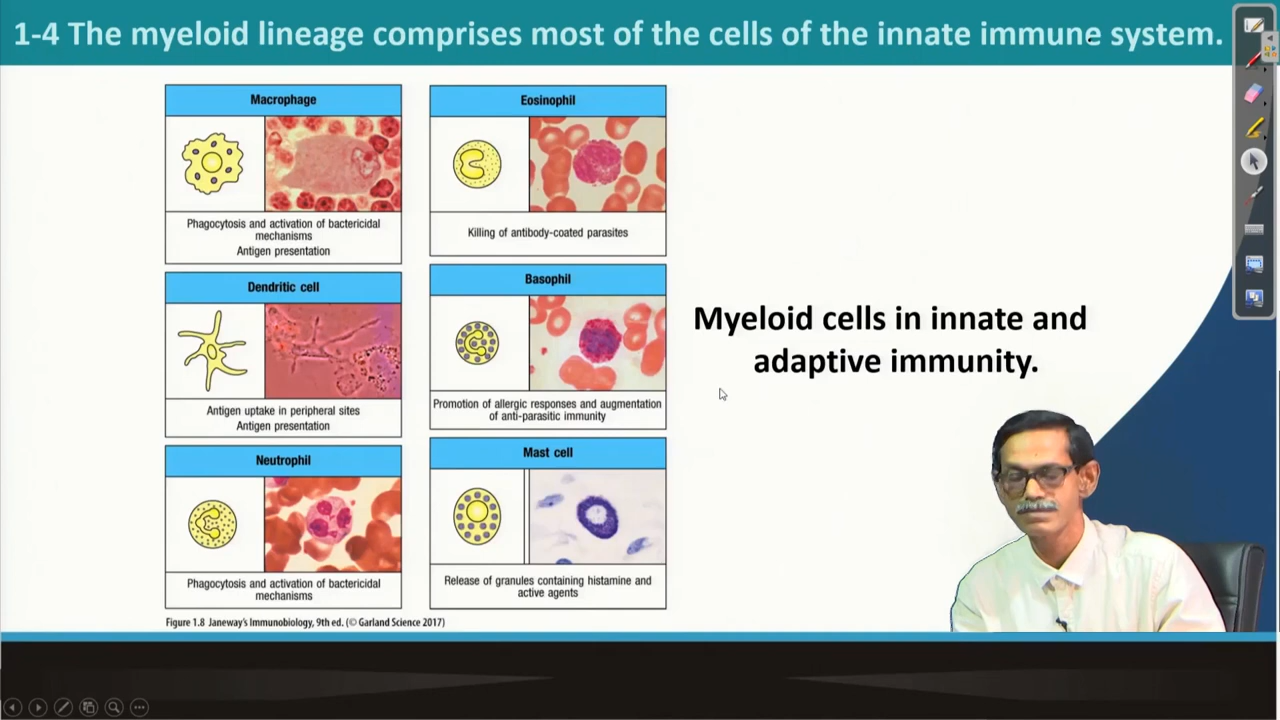 1-4 The myeloid lineage comprises most of the cells of the innate immune system.
Macrophage
Phagocytosis and activation of bactericidal
mechanisms
Antigen presentation
Dendritic cell
Antigen uptake in peripheral sites
Antigen presentation
Neutrophil
Phagocytosis and activation of bactericidal
mechanisms
Eosinophil
Killing of antibody-coated parasites
Basophil
Promotion of allergic responses and augmentation
of anti-parasitic immunity
Mast cell
Release of granules containing histamine and
active agents
Figure 1.8 Janeway's Immunobiology, 9th ed. (© Garland Science 2017)
Myeloid cells in innate and
adaptive immunity.